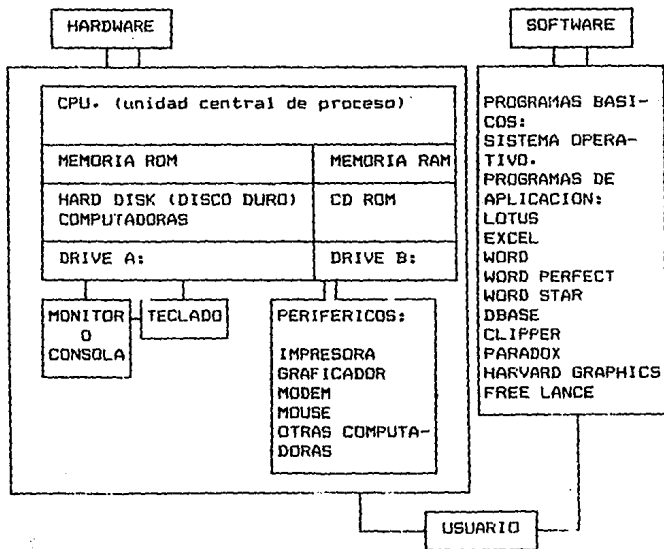 HARDWARE
SOFTWARE
CPU. (unidad central de proceso)
MEMORIA ROM
MEMORIA RAM
HARD DISK (DISCO DURO)
COMPUTADORAS
CD ROM
DRIVE A:
DRIVE B:
MONITOR
O
CONSOLA
TECLADO
PERIFERICOS:
IMPRESORA
GRAFICADOR
MODEM
MOUSE
OTRAS COMPUTA-
DORAS
PROGRAMAS BASI-
COS:
SISTEMA OPERA-
TIVO.
PROGRAMAS DE
APLICACION:
LOTUS
EXCEL
WORD
WORD PERFECT
WORD STAR
DBASE
CLIPPER
PARADOX
HARVARD GRAPHICS
FREE LANCE
USUARIO